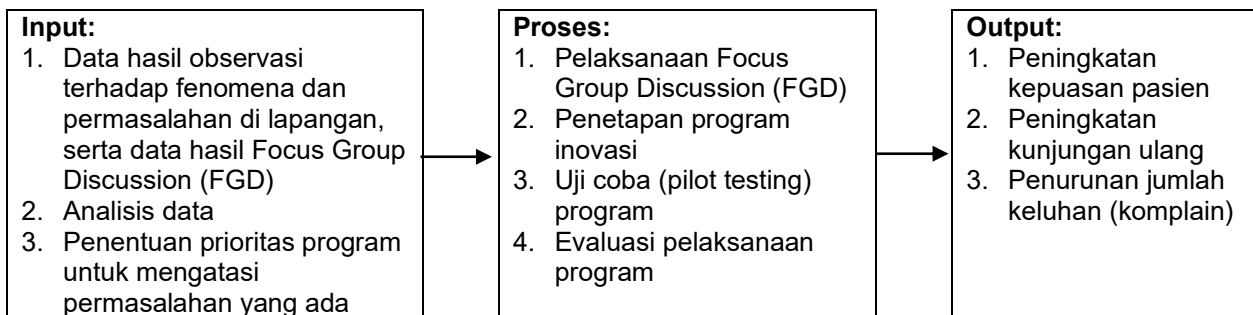 Input:
1. Data hasil observasi
terhadap fenomena dan
permasalahan di lapangan,
serta data hasil Focus Group
Discussion (FGD)
2. Analisis data
3. Penentuan prioritas program
untuk mengatasi
permasalahan yang ada
Proses:
1. Pelaksanaan Focus
Group Discussion (FGD)
2. Penetapan program
inovasi
3. Uji coba (pilot testing)
program
4. Evaluasi pelaksanaan
program
Output:
1. Peningkatan
kepuasan pasien
2. Peningkatan
kunjungan ulang
3. Penurunan jumlah
keluhan (komplain)